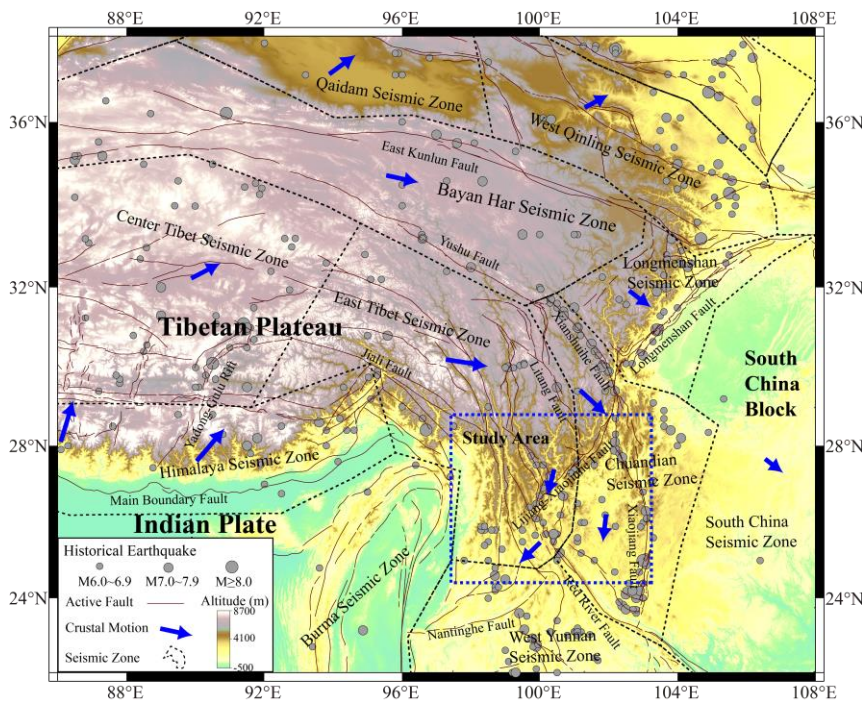 88°E 92°E 96°E 100°E 104°E 108°E
36°N
32°N
28°N
24°N
Qaidam Seismic Zone
West Qinling Seismic Zone
East Kunlun Fault
Bayan Har Seismic Zone
Center Tibet Seismic Zone
Yushu Fault
Longmenshan
Seismic Zone
Longmenshan Fault
East Tibet Seismic Zone
Tibetan Plateau
Xianshuihe Fault
Litang Fault
Jiali Fault
Yadong-Gulu Rift
South
China
Block
Study Area
Himalaya Seismic Zone
Lijiang-Xiaojinhe Fault
Chuandian
Seismic Zone
Main Boundary Fault
Indian Plate
Xiaojiang Fault
South China
Seismic Zone
Burma Seismic Zone
Red River Fault
Nantinghe Fault
West Yunnan
Seismic Zone
Historical Earthquake
M6.0~6.9 M7.0~7.9 M≥8.0
Active Fault
Altitude (m)
8700
4100
-500
Crustal Motion
Seismic Zone
36°N
32°N
28°N
24°N
88°E 92°E 96°E 100°E 104°E 108°E